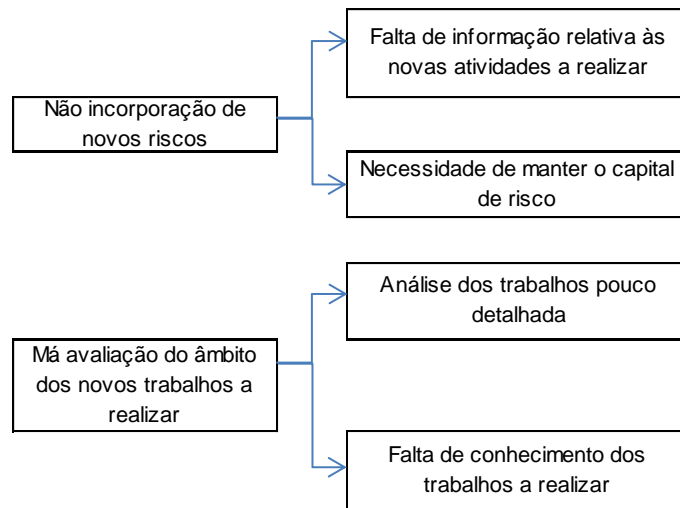 Falta de informação relativa às
novas atividades a realizar
Não incorporação de
novos riscos
Necessidade de manter o capital
de risco
Análise dos trabalhos pouco
detalhada
Má avaliação do âmbito
dos novos trabalhos a
realizar
Falta de conhecimento dos
trabalhos a realizar